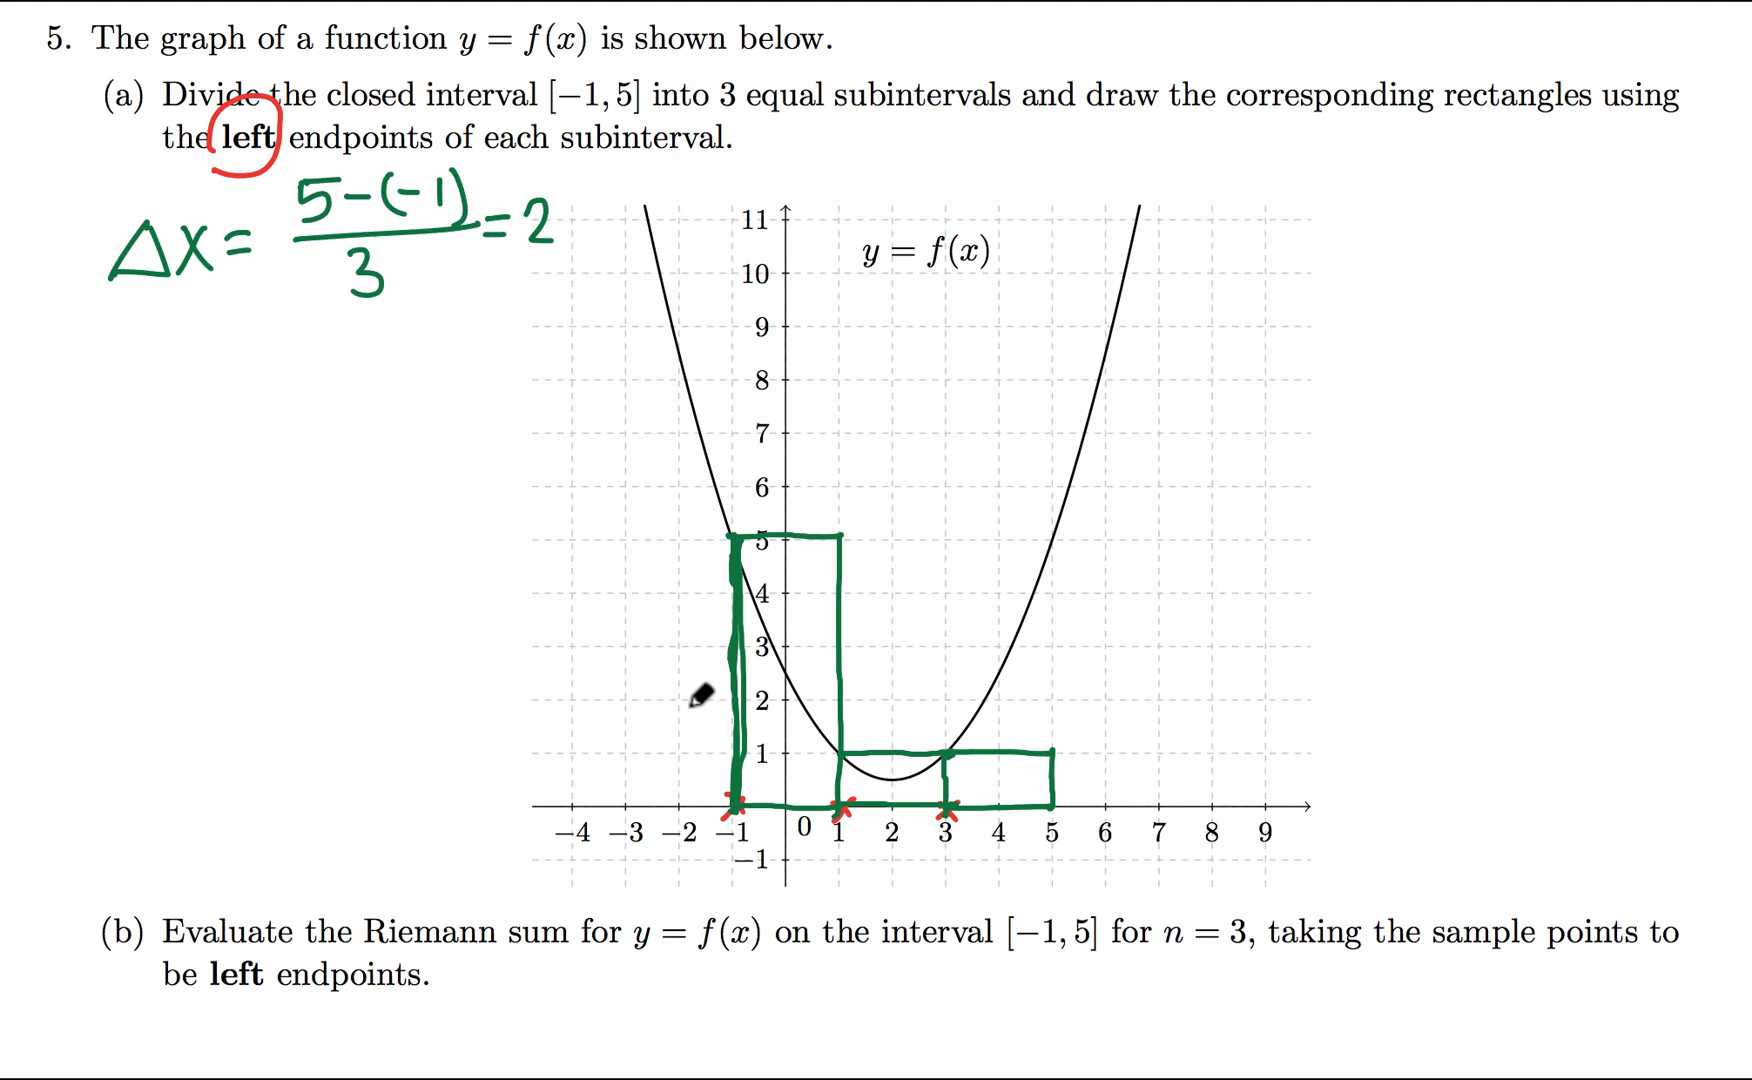 5. The graph of a function y = f(x) is shown below.
(a) Divide the closed interval [−1, 5] into 3 equal subintervals and draw the corresponding rectangles using
the left endpoints of each subinterval.
Δx = 5-(-1)/3 = 2
y = f(x)
11
10
9
8
7
6
5
4
3
2
1
−4 −3 −2 −1 0 1 2 3 4 5 6 7 8 9
−1
(b) Evaluate the Riemann sum for y = f(x) on the interval [−1, 5] for n = 3, taking the sample points to
be left endpoints.